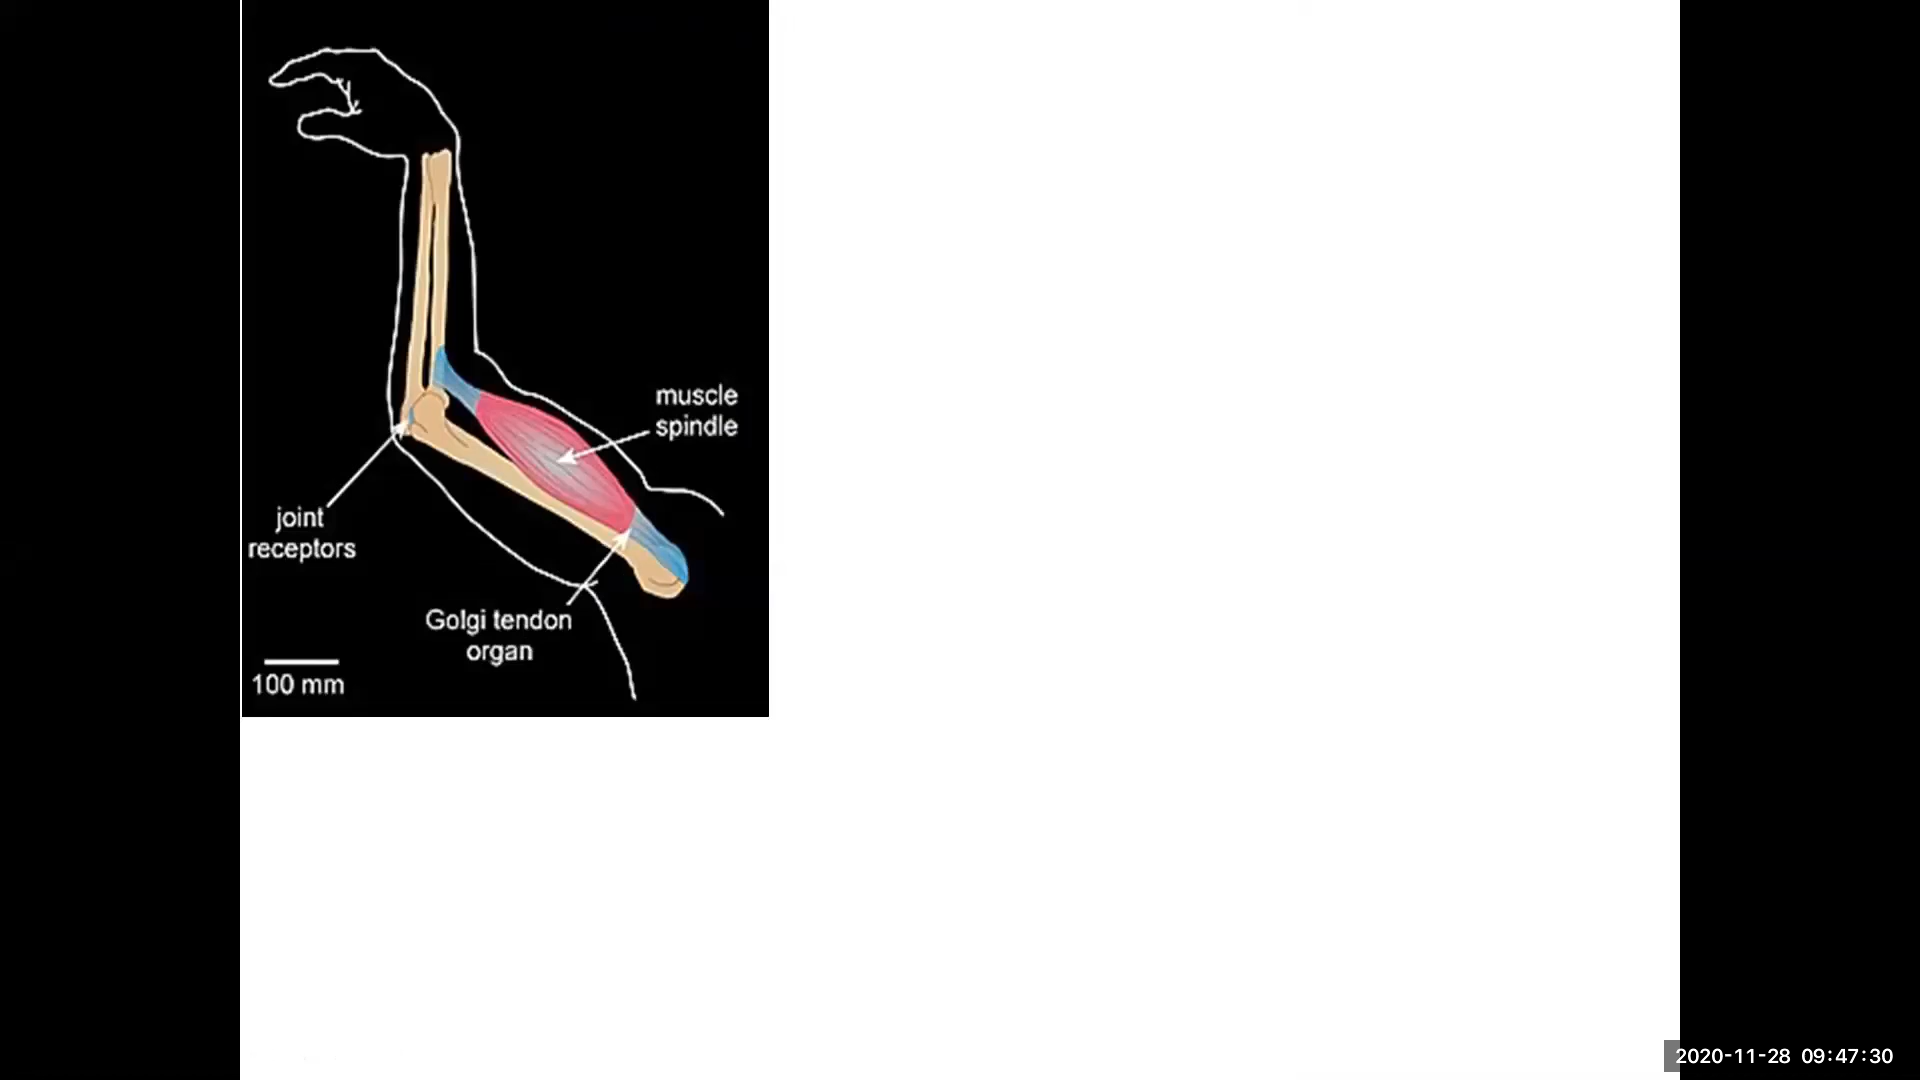 muscle
spindle
joint
receptors
Golgi tendon
organ
100 mm
2020-11-28 09:47:30